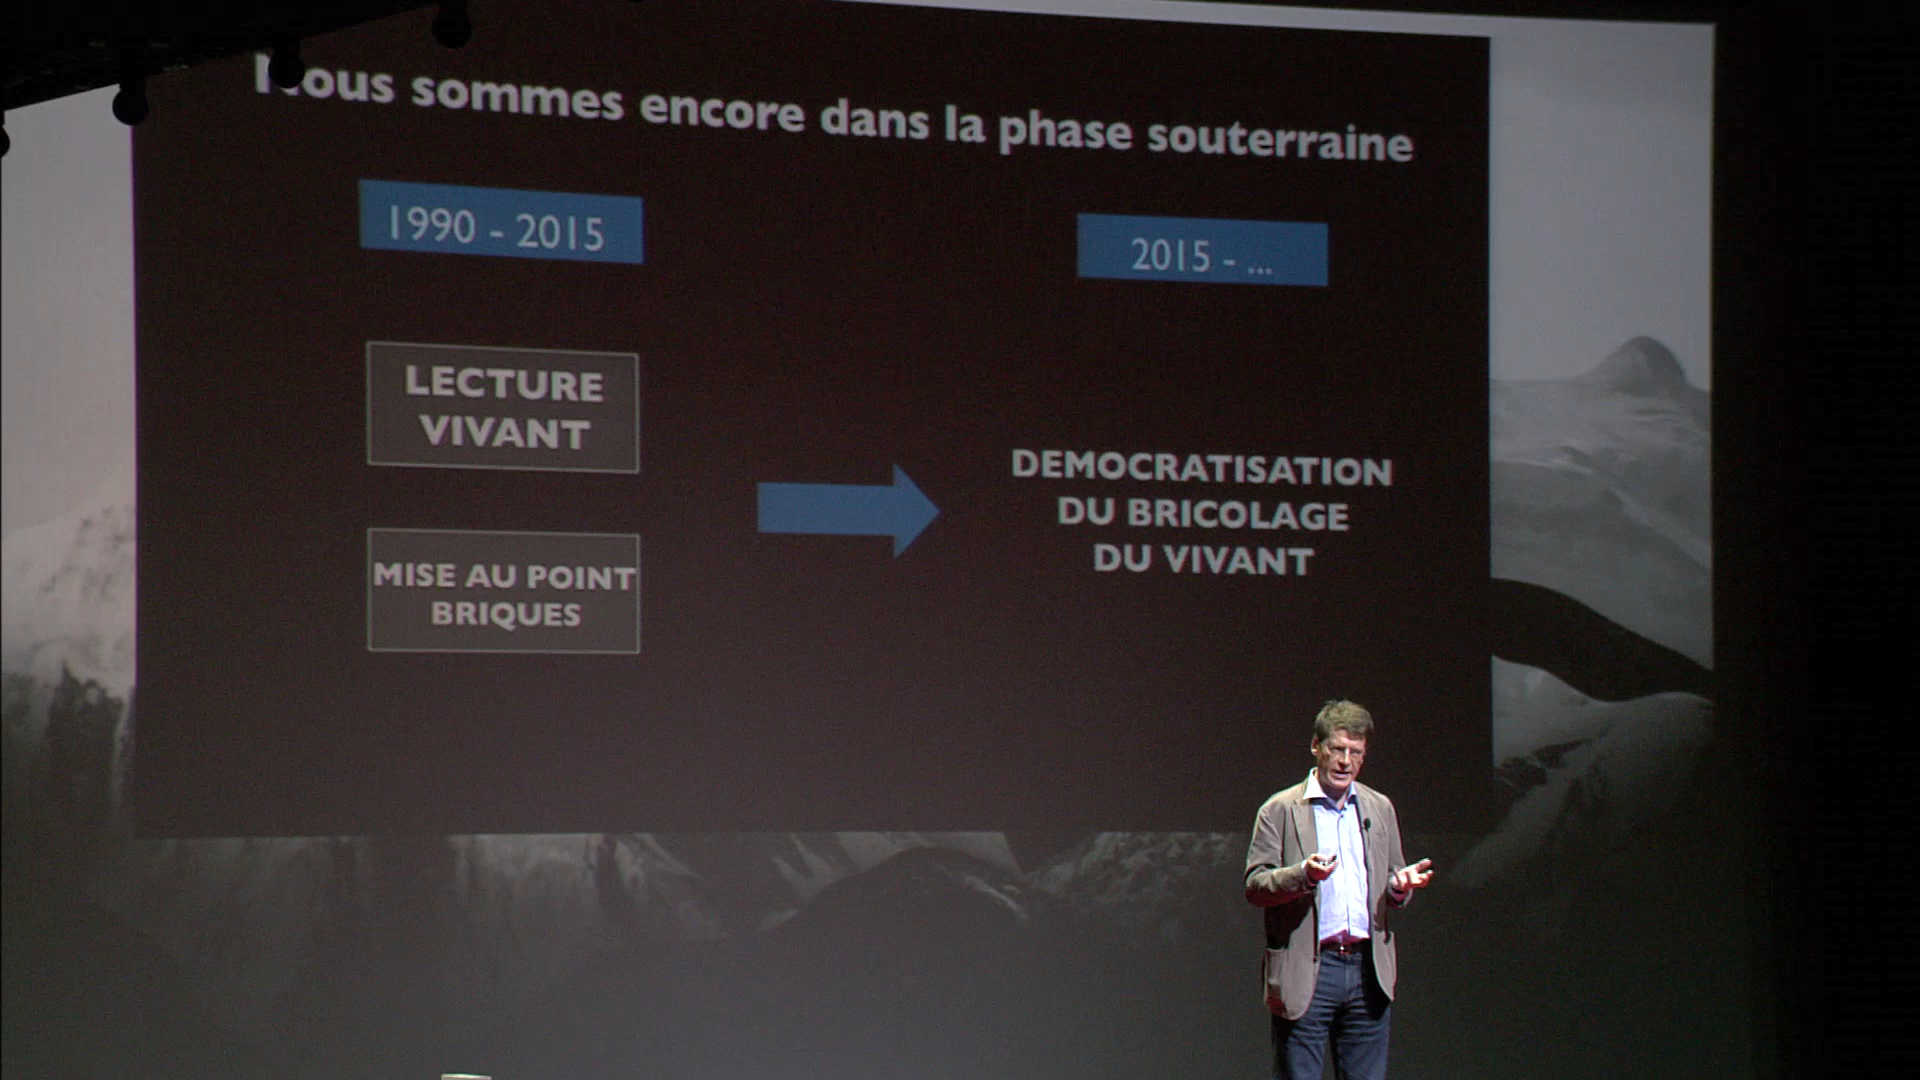 Nous sommes encore dans la phase souterraine
1990 - 2015
2015 - ...
LECTURE
VIVANT
MISE AU POINT
BRIQUES
DEMOCRATISATION
DU BRICOLAGE
DU VIVANT